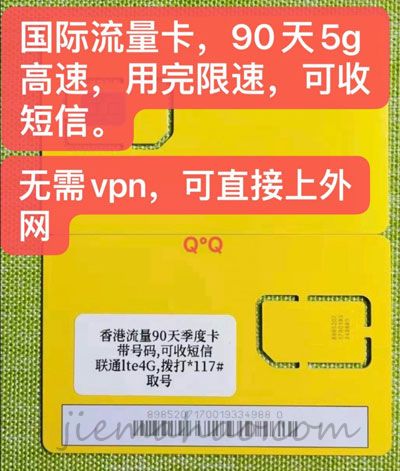 国际流量卡，90天5g
高速，用完限速，可收
短信。
无需vpn，可直接上外
网
Q°Q
香港流量90天季度卡
带号码,可收短信
联通lte4G,拨打*117#
取号
8985207170019334988 0